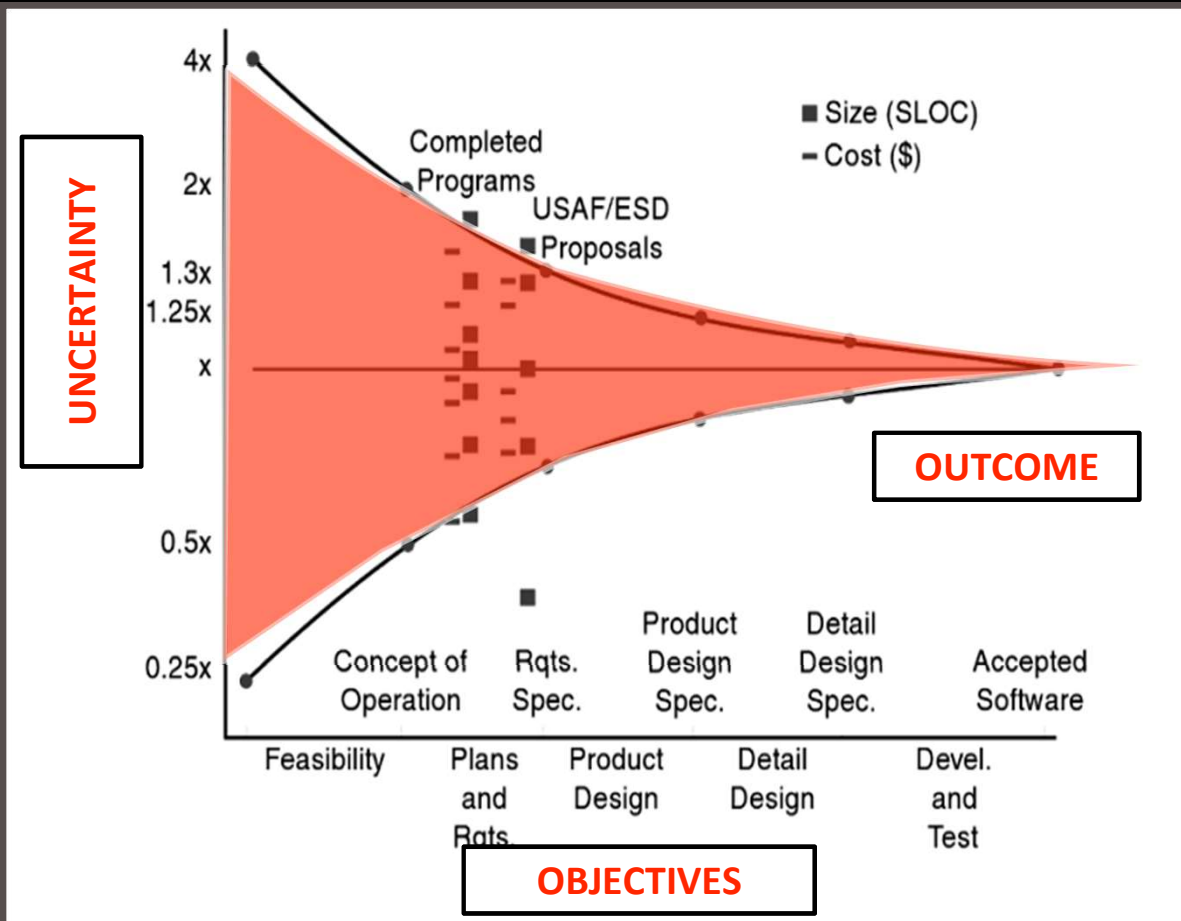 4x
Size (SLOC)
Completed
Cost ($)
Programs
2x
USAF/ESD
Proposals
UNCERTAINTY
1.3x
1.25x
x
OUTCOME
0.5x
Product
Detail
0.25x
Concept of
Rqts.
Design
Design
Accepted
Operation
Spec.
Spec.
Spec.
Software
Feasibility
Plans
Product
Detail
Devel.
and
Design
Design
and
Rqts.
Test
OBJECTIVES